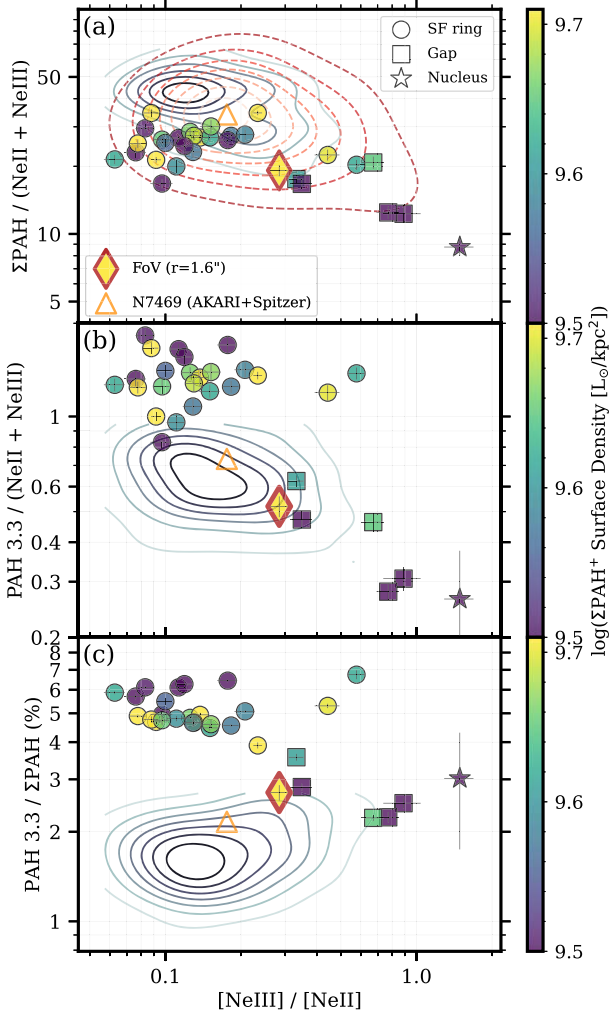 (a)
SF ring
Gap
Nucleus
50
10
5
ΣPAH / (NeII + NeIII)
FoV (r=1.6")
N7469 (AKARI+Spitzer)
9.7
9.6
9.5
(b)
1
0.6
0.4
0.3
0.2
PAH 3.3 / (NeII + NeIII)
9.7
9.6
9.5
log(ΣPAH⁺ Surface Density [L⊙/kpc²])
(c)
8
7
6
5
4
3
2
1
PAH 3.3 / ΣPAH (%)
9.7
9.6
9.5
0.1
1.0
[NeIII] / [NeII]